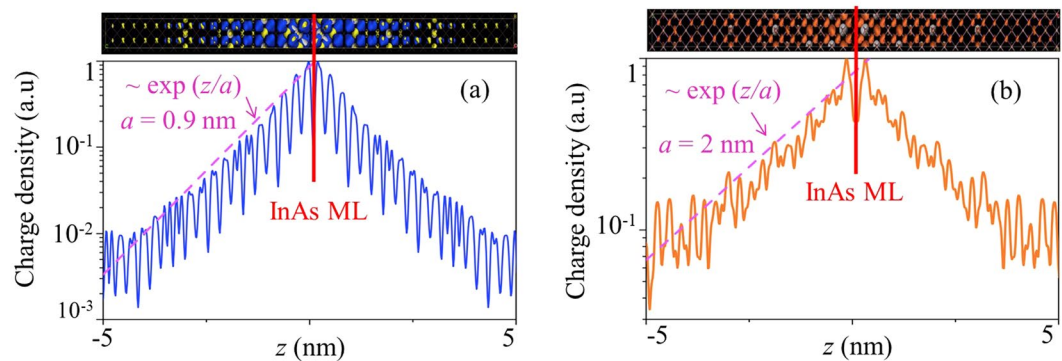 (a)
~ exp (z/a)
a = 0.9 nm
InAs ML
Charge density (a.u)
1
10-1
10-2
10-3
-5
0
5
z (nm)
(b)
~ exp (z/a)
a = 2 nm
InAs ML
Charge density (a.u)
1
10-1
-5
0
5
z (nm)